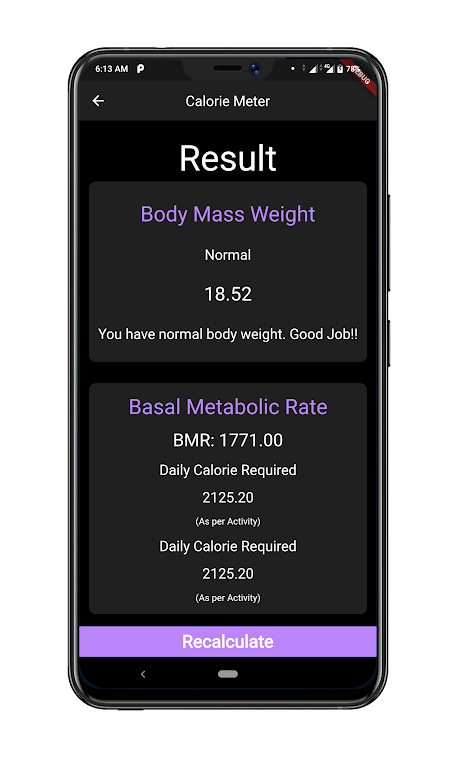 6:13 AM P 4G 78%
DEBUG
Calorie Meter
Result
Body Mass Weight
Normal
18.52
You have normal body weight. Good Job!!
Basal Metabolic Rate
BMR: 1771.00
Daily Calorie Required
2125.20
(As per Activity)
Daily Calorie Required
2125.20
(As per Activity)
Recalculate